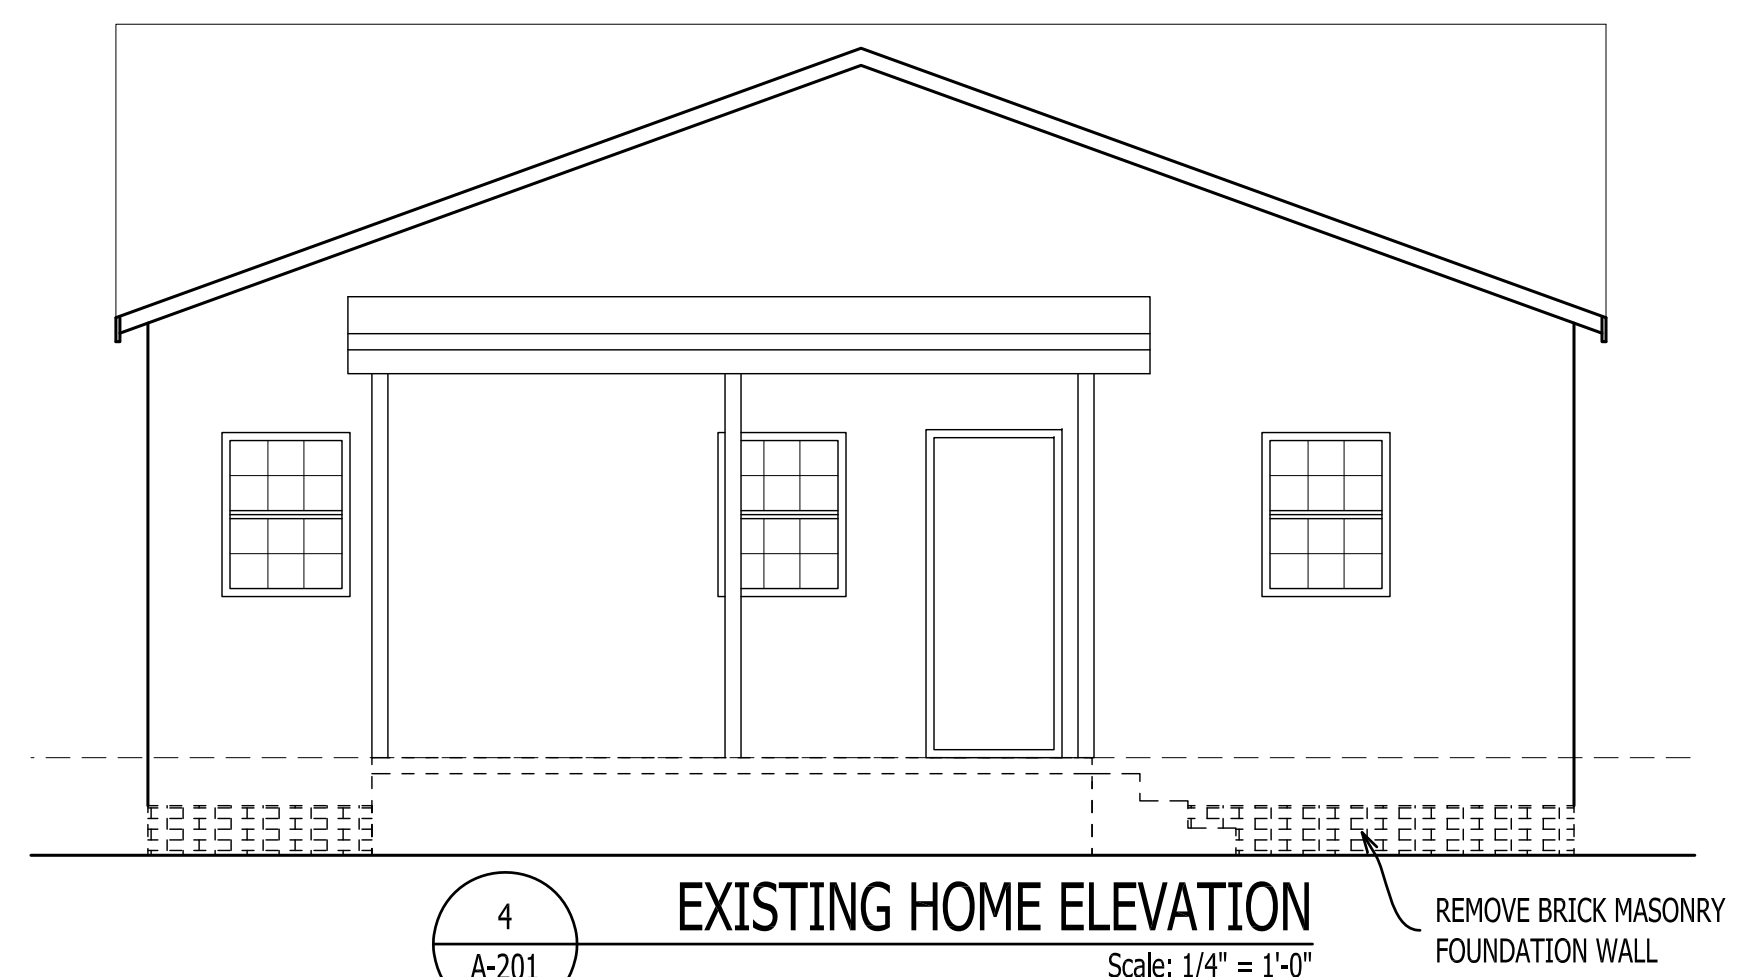 4
A-201
EXISTING HOME ELEVATION
Scale: 1/4" = 1'-0"
REMOVE BRICK MASONRY
FOUNDATION WALL